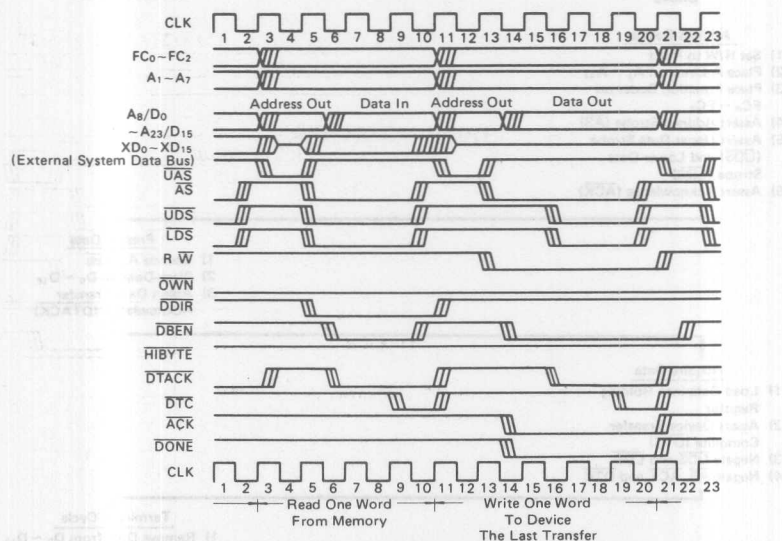 CLK
1 2 3 4 5 6 7 8 9 10 11 12 13 14 15 16 17 18 19 20 21 22 23
FC0~FC2
A1~A7
Address Out Data In Address Out Data Out
A8/D0
~A23/D15
XD0~XD15
(External System Data Bus)
UAS
AS
UDS
LDS
R W
OWN
DDIR
DBEN
HIBYTE
DTACK
DTC
ACK
DONE
CLK
1 2 3 4 5 6 7 8 9 10 11 12 13 14 15 16 17 18 19 20 21 22 23
Read One Word Write One Word
From Memory To Device
The Last Transfer